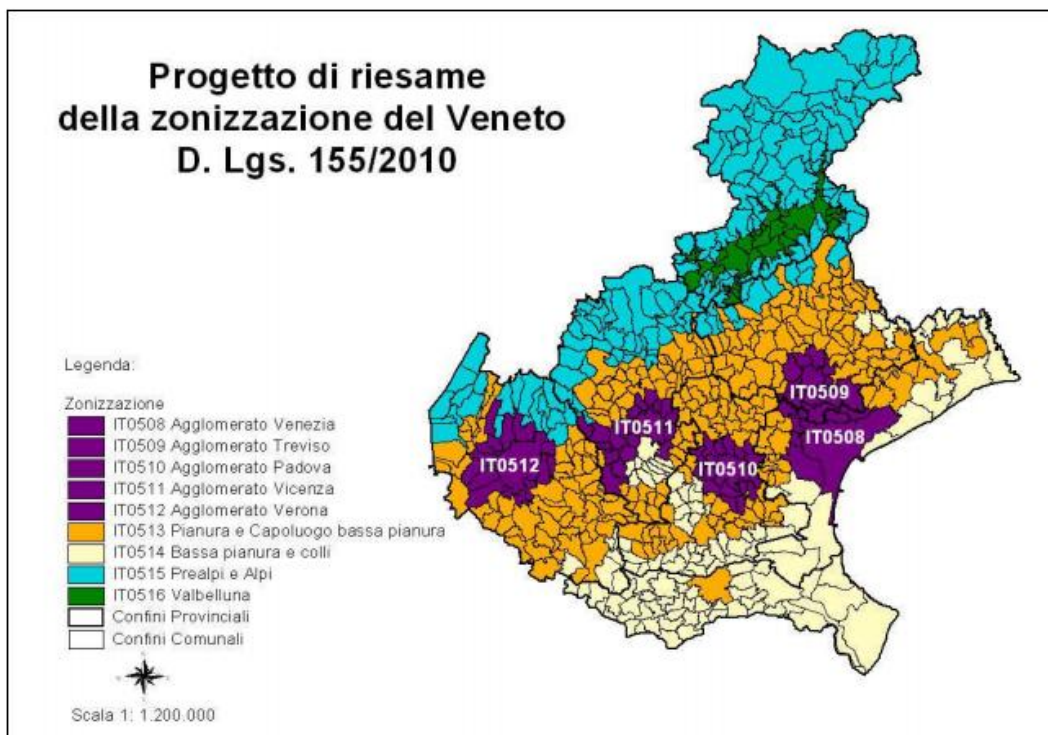 Progetto di riesame
della zonizzazione del Veneto
D. Lgs. 155/2010
Legenda:
Zonizzazione
IT0508 Agglomerato Venezia
IT0509 Agglomerato Treviso
IT0510 Agglomerato Padova
IT0511 Agglomerato Vicenza
IT0512 Agglomerato Verona
IT0513 Pianura e Capoluogo bassa pianura
IT0514 Bassa pianura e colli
IT0515 Prealpi e Alpi
IT0516 Valbelluna
Confini Provinciali
Confini Comunali
Scala 1: 1.200.000
IT0509
IT0511
IT0508
IT0512
IT0510